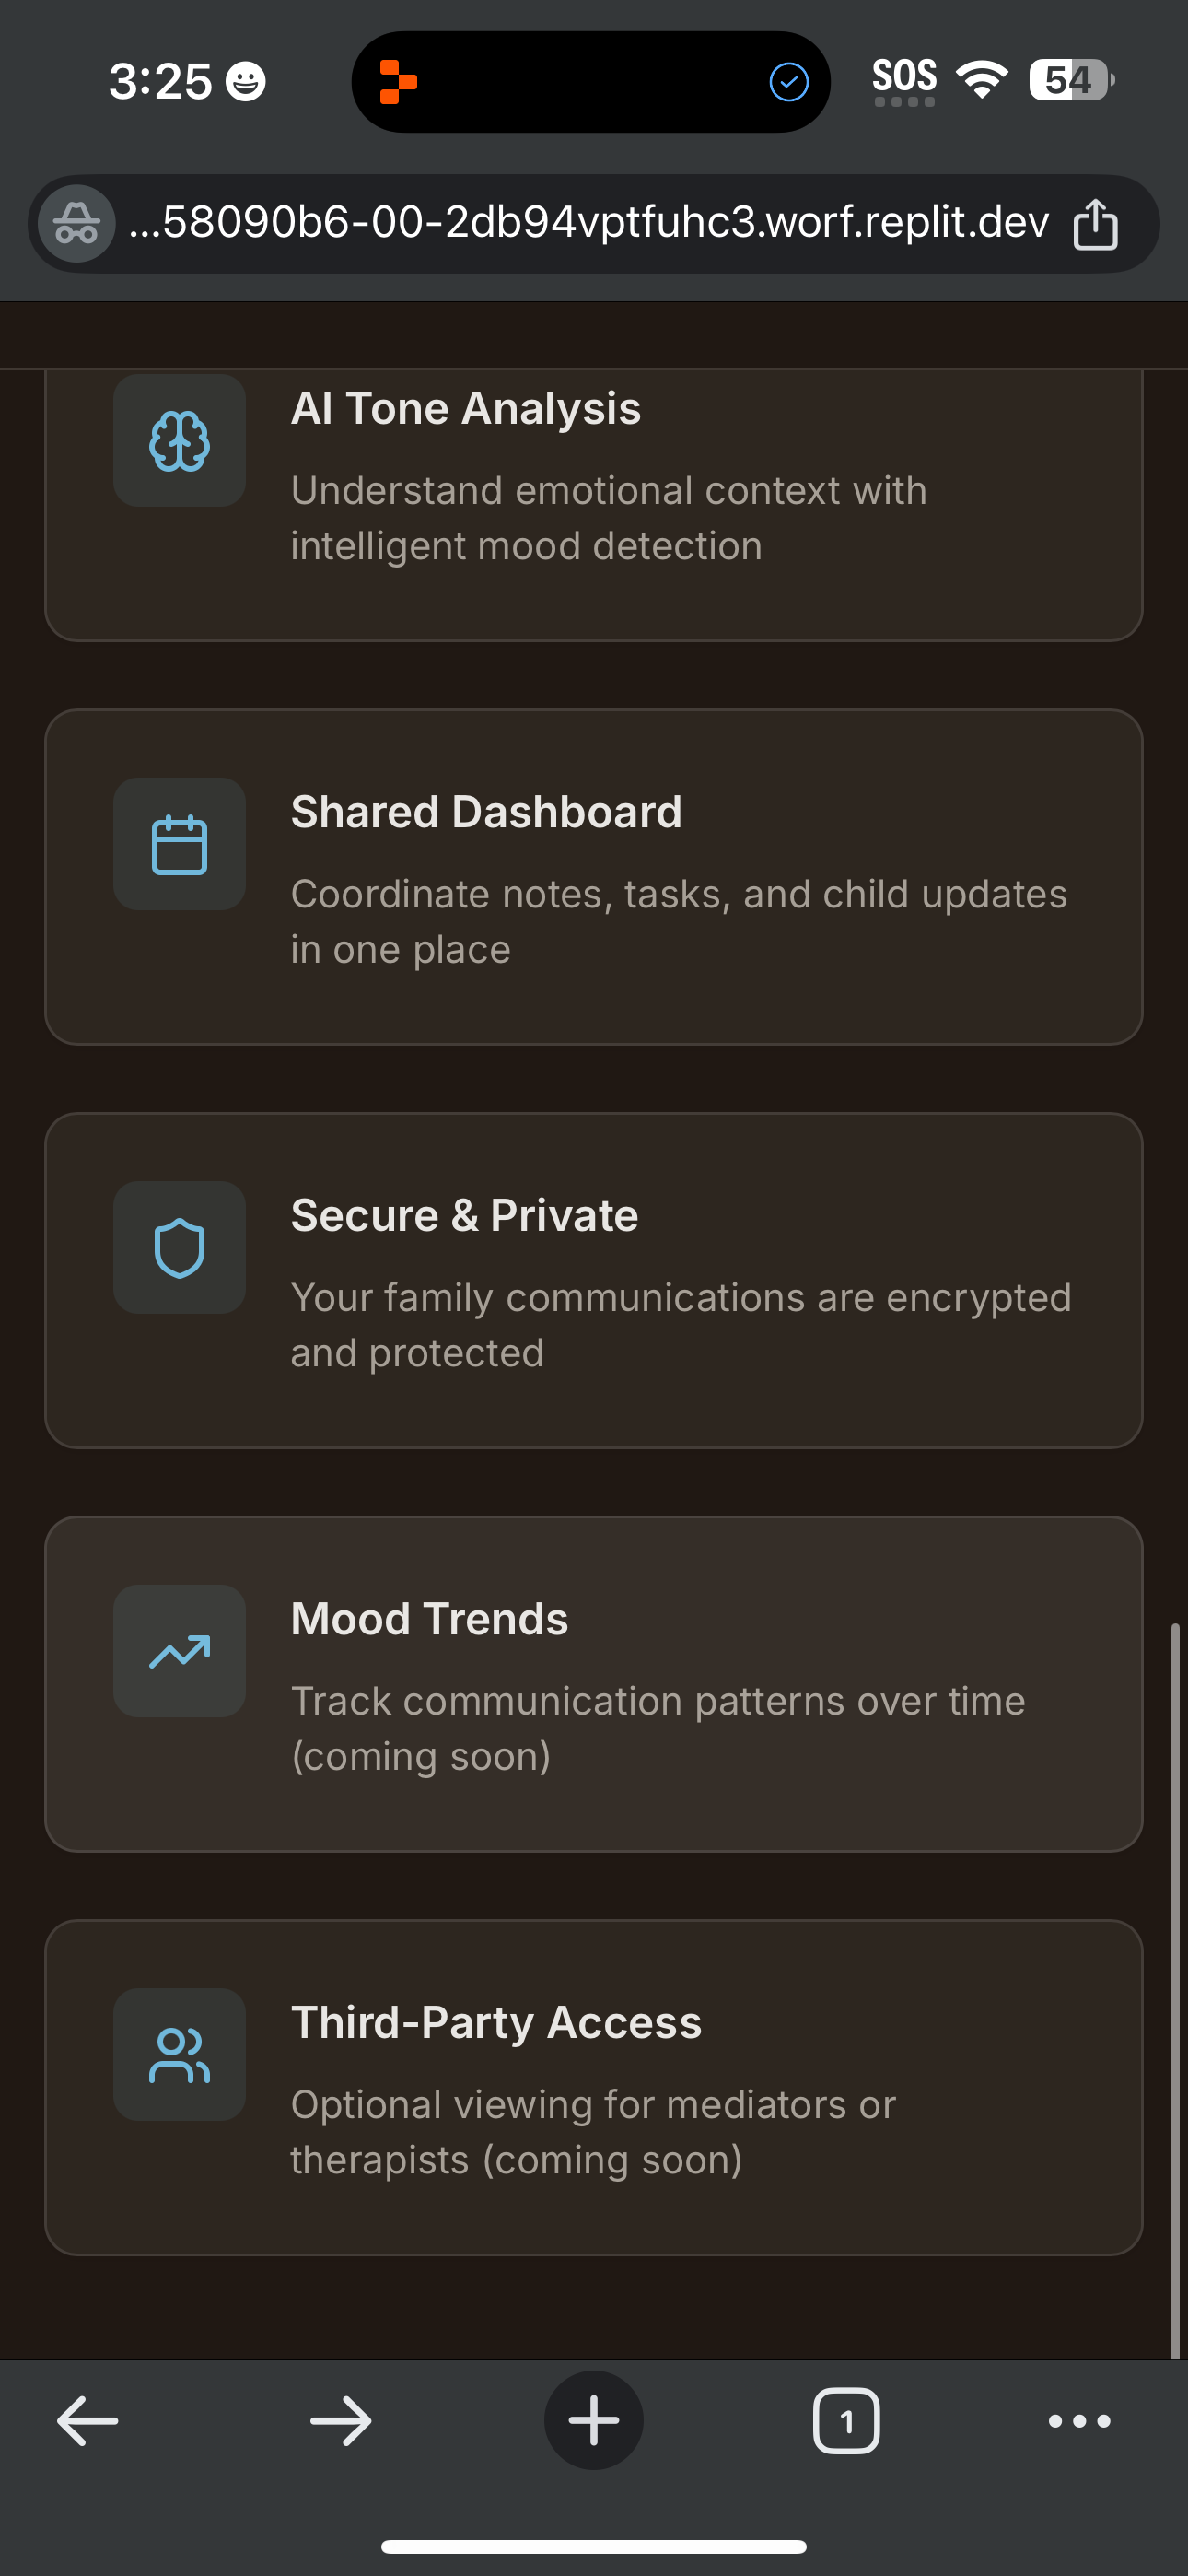 3:25
SOS
54
...58090b6-00-2db94vptfuhc3.worf.replit.dev
AI Tone Analysis
Understand emotional context with
intelligent mood detection
Shared Dashboard
Coordinate notes, tasks, and child updates
in one place
Secure & Private
Your family communications are encrypted
and protected
Mood Trends
Track communication patterns over time
(coming soon)
Third-Party Access
Optional viewing for mediators or
therapists (coming soon)
1